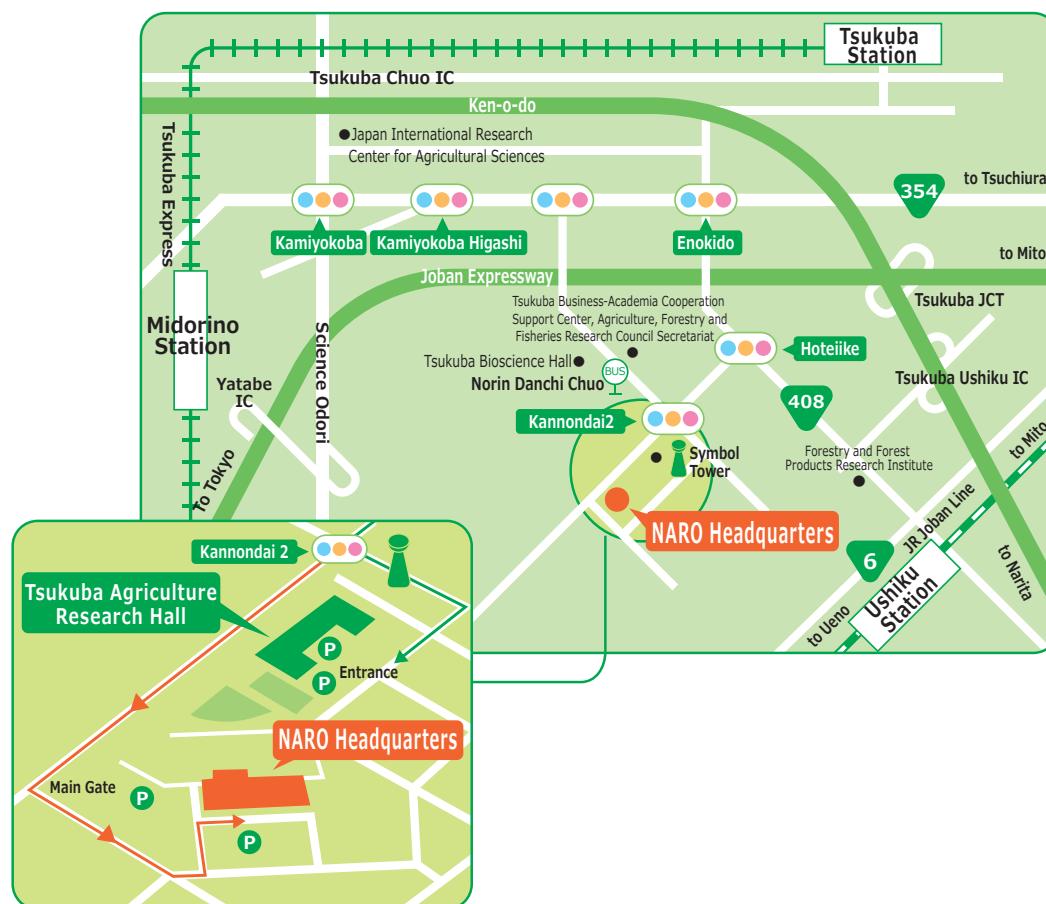 Tsukuba
Station
Tsukuba Chuo IC
Ken-o-do
Tsukuba Express
Japan International Research
Center for Agricultural Sciences
to Tsuchiura
354
Kamiyokoba
Kamiyokoba Higashi
Enokido
to Mito
Joban Expressway
Tsukuba JCT
Tsukuba Business-Academia Cooperation
Support Center, Agriculture, Forestry and
Fisheries Research Council Secretariat
Midorino
Station
Science Odori
Hoteiike
Tsukuba Bioscience Hall
BUS
Norin Danchi Chuo
Tsukuba Ushiku IC
Yatabe
IC
408
Kannondai2
to Mito
Symbol
Tower
Forestry and Forest
Products Research Institute
To Tokyo
NARO Headquarters
JR Joban Line
6
to Narita
Ushiku
Station
to Ueno
Kannondai 2
Tsukuba Agriculture
Research Hall
P
P
Entrance
NARO Headquarters
Main Gate
P
P